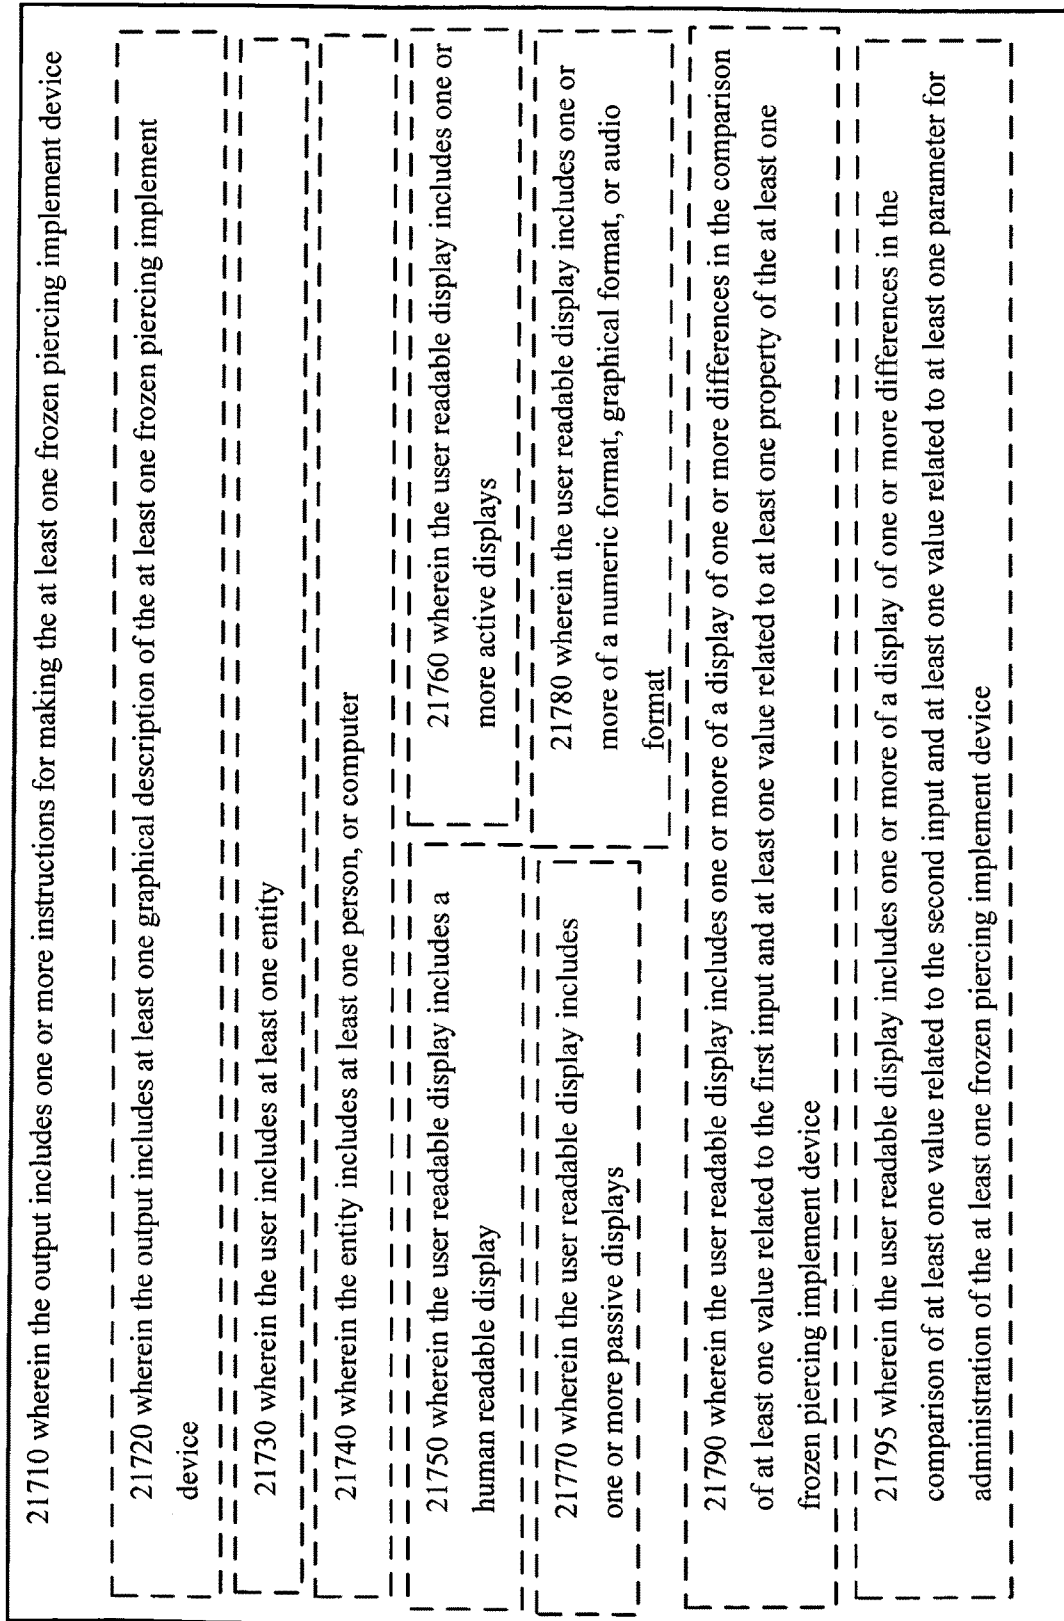 21710 wherein the output includes one or more instructions for making the at least one frozen piercing implement device
21720 wherein the output includes at least one graphical description of the at least one frozen piercing implement
device
21730 wherein the user includes at least one entity
21740 wherein the entity includes at least one person, or computer
21750 wherein the user readable display includes a
human readable display
21760 wherein the user readable display includes one or
more active displays
21770 wherein the user readable display includes
one or more passive displays
21780 wherein the user readable display includes one or
more of a numeric format, graphical format, or audio
format
21790 wherein the user readable display includes one or more of a display of one or more differences in the comparison
of at least one value related to the first input and at least one value related to at least one property of the at least one
frozen piercing implement device
21795 wherein the user readable display includes one or more of a display of one or more differences in the
comparison of at least one value related to the second input and at least one value related to at least one parameter for
administration of the at least one frozen piercing implement device